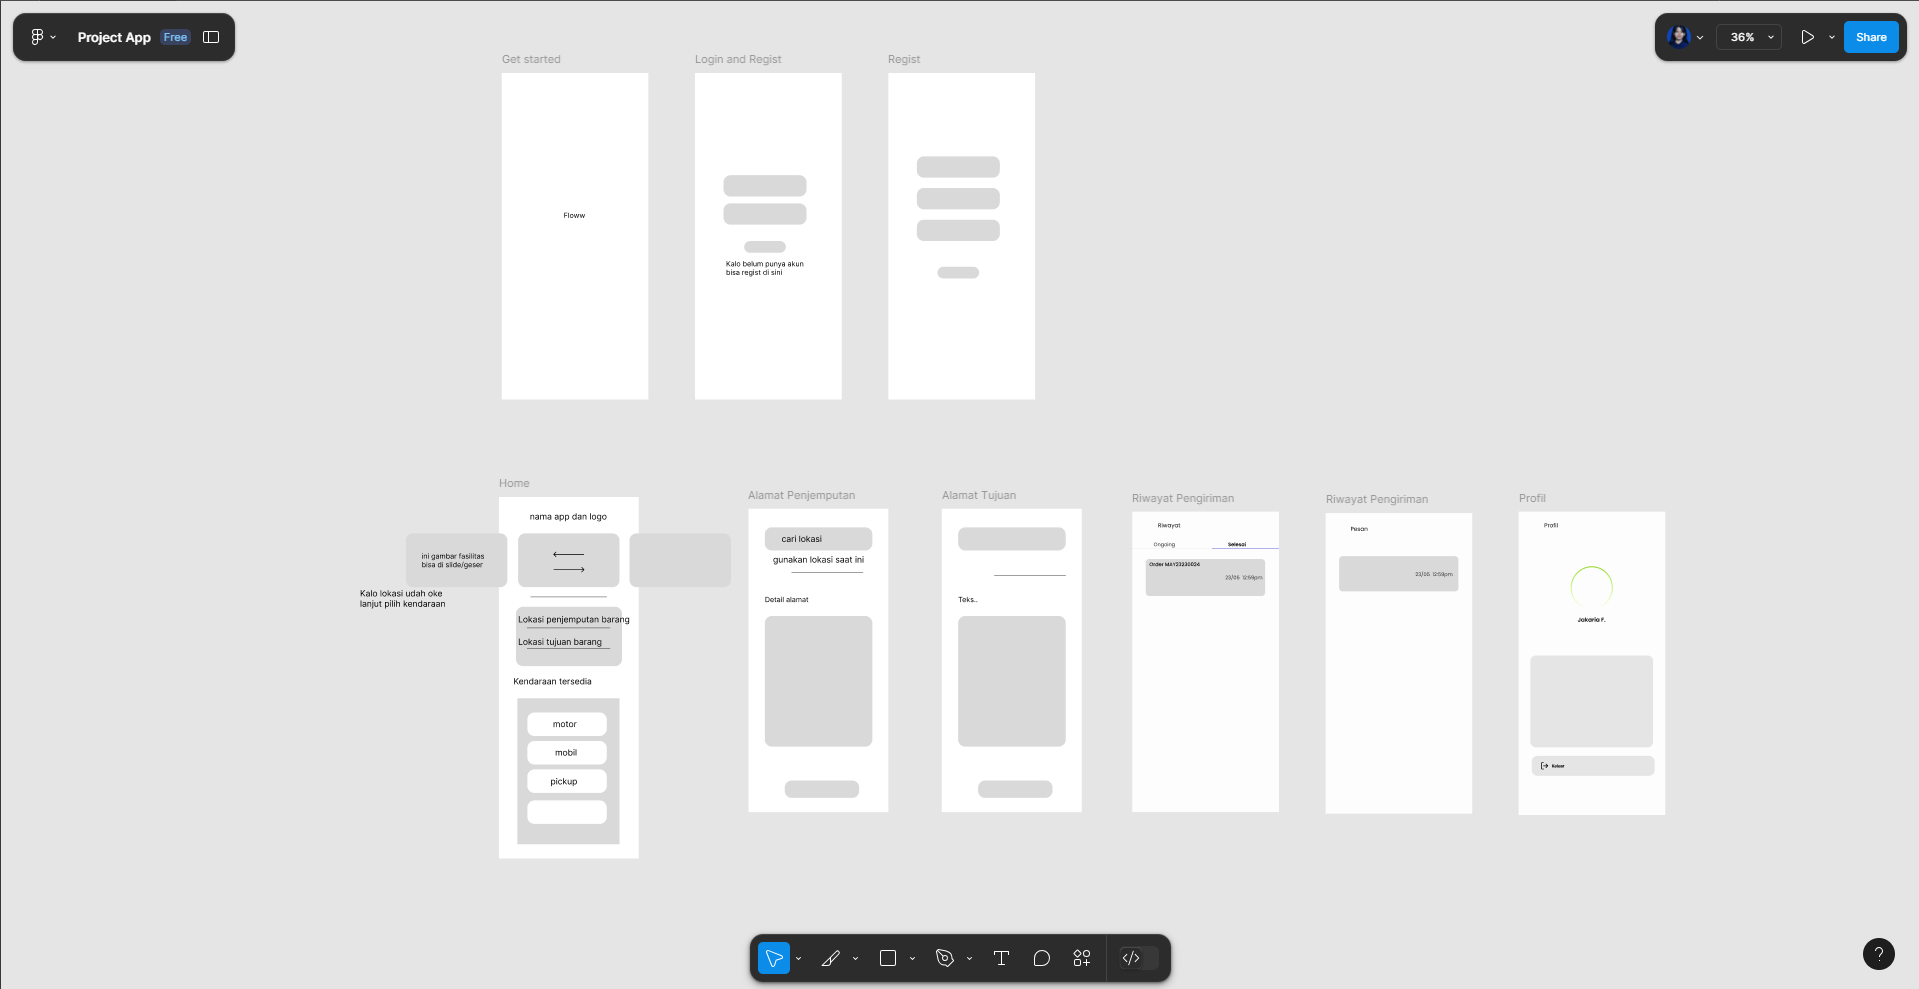 Project App
Free
36%
Share
Get started
Login and Regist
Regist
Floww
Kalo belum punya akun
bisa regist di sini
Home
Alamat Penjemputan
Alamat Tujuan
Riwayat Pengiriman
Riwayat Pengiriman
Profil
nama app dan logo
ini gambar fasilitas
bisa di slide/geser
Kalo lokasi udah oke
lanjut pilih kendaraan
Lokasi penjemputan barang
Lokasi tujuan barang
Kendaraan tersedia
motor
mobil
pickup
cari lokasi
gunakan lokasi saat ini
Detail alamat
Teks..
Riwayat
Ongoing
Selesai
Order MAY23230024
23/05 12:59pm
Pesan
23/05 12:59pm
Profil
Jakaria F.
Keluar
?